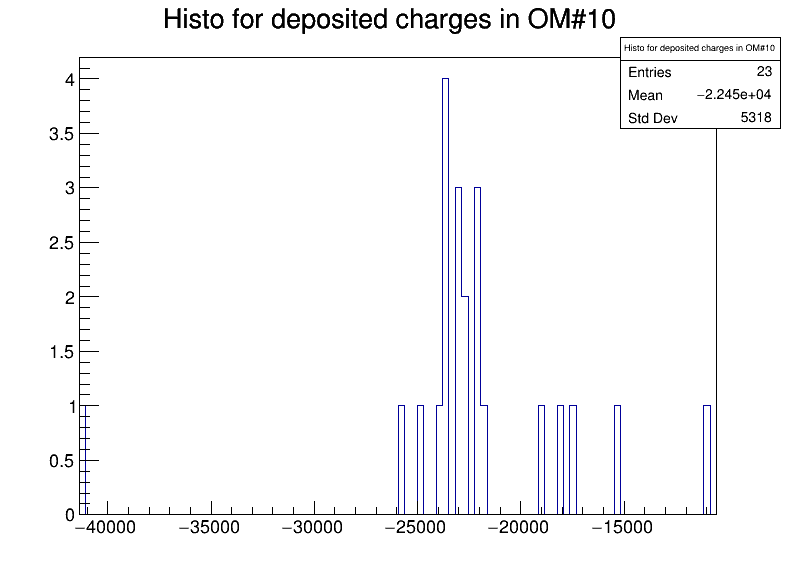 Histo for deposited charges in OM#10
Histo for deposited charges in OM#10
Entries 23
Mean −2.245e+04
Std Dev 5318
4
3.5
3
2.5
2
1.5
1
0.5
0
−40000 −35000 −30000 −25000 −20000 −15000